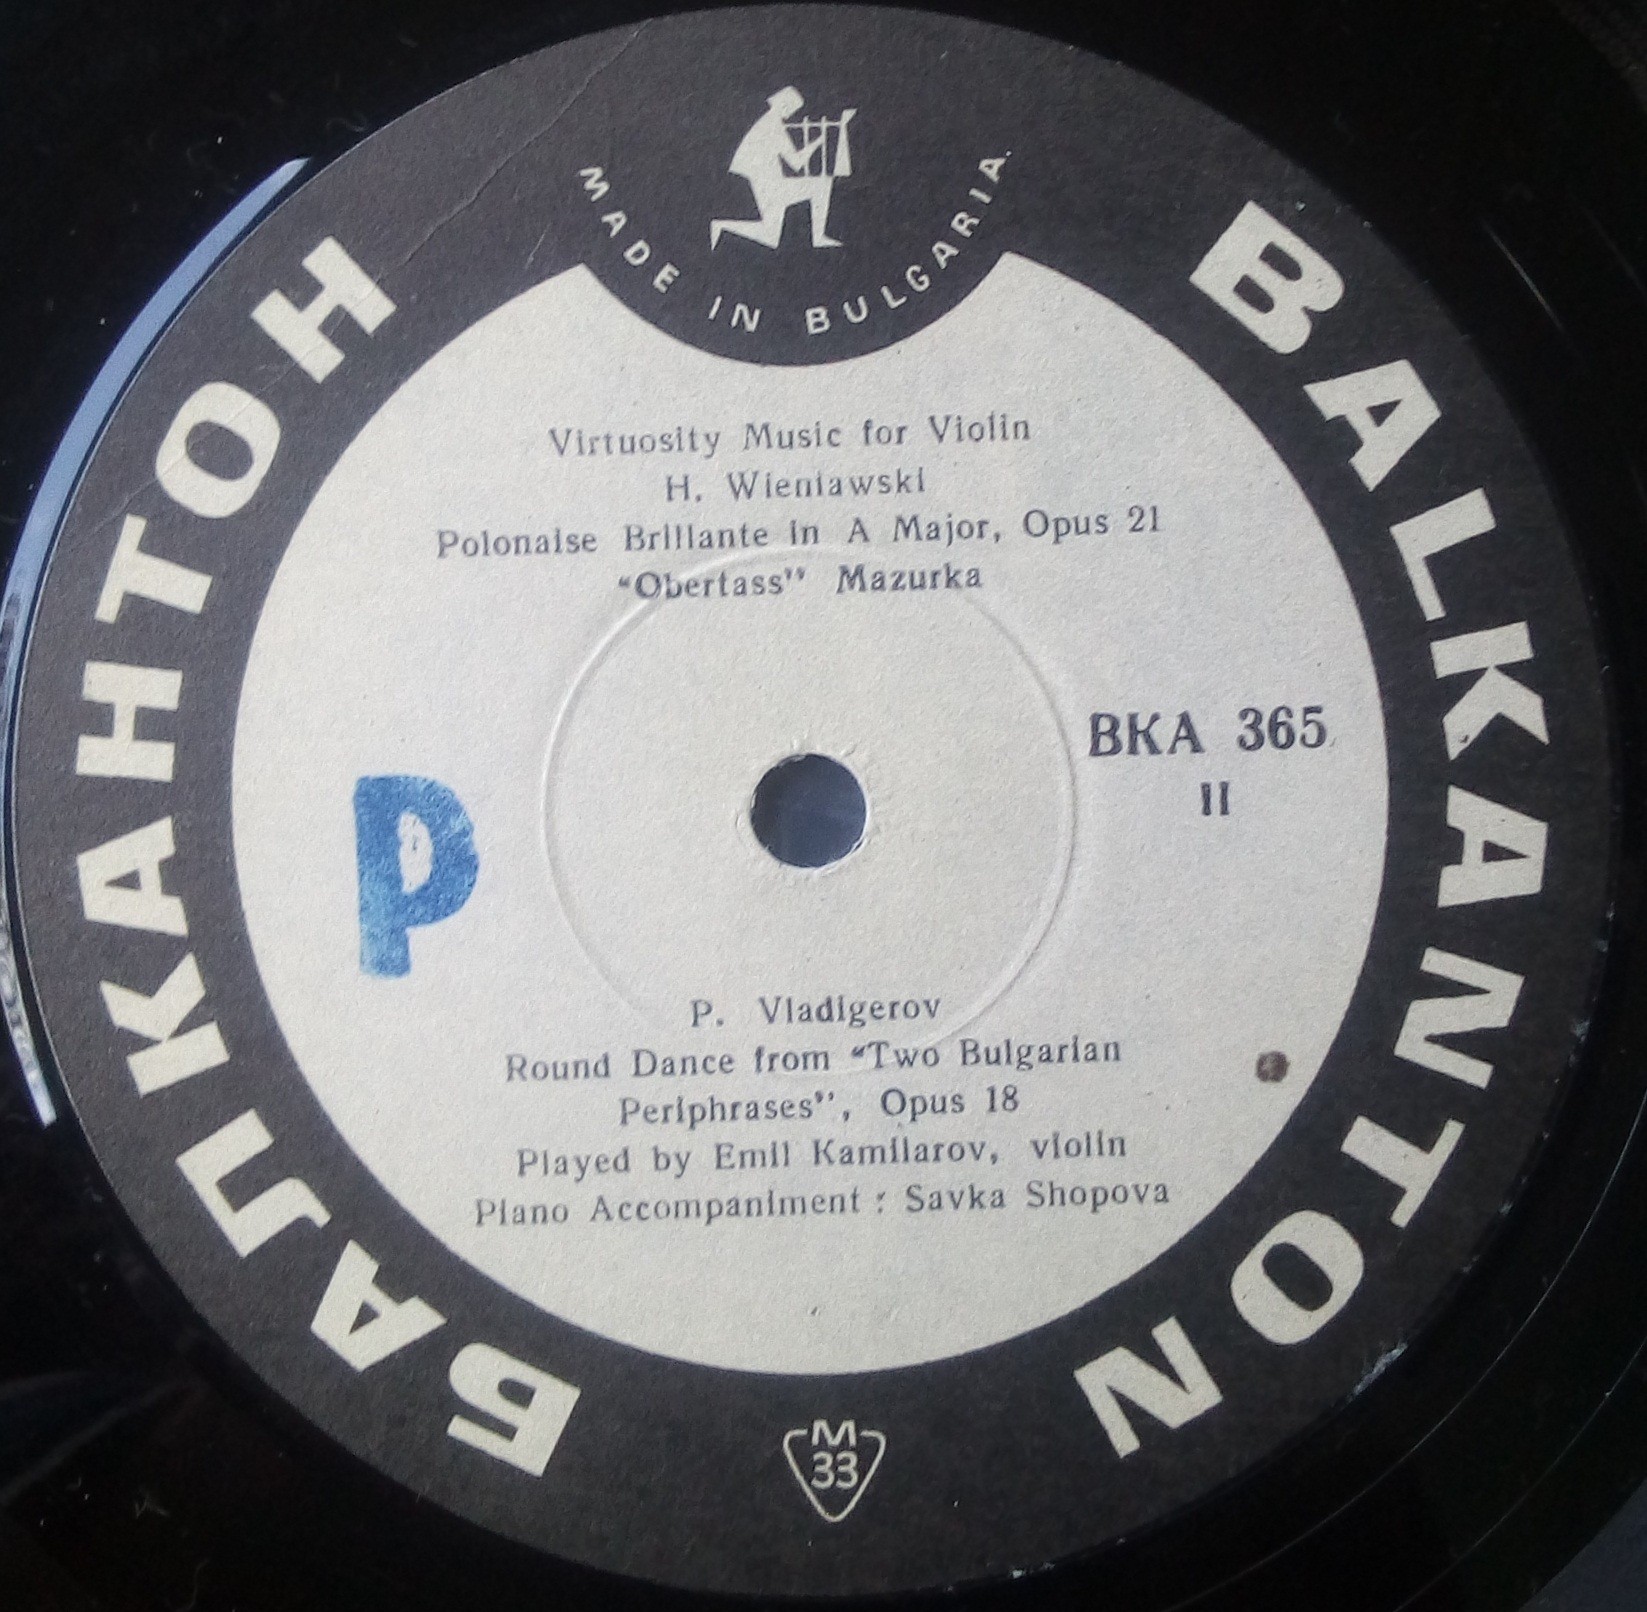 MADE IN BULGARIA.
БАЛКАНТОН
BALKANTON
Virtuosity Music for Violin
H. Wieniawski
Polonaise Brillante in A Major, Opus 21
“Obertass” Mazurka
BKA 365
II
P
P. Vladigerov
Round Dance from “Two Bulgarian
Periphrases”, Opus 18
Played by Emil Kamilarov, violin
Piano Accompaniment : Savka Shopova
M
33